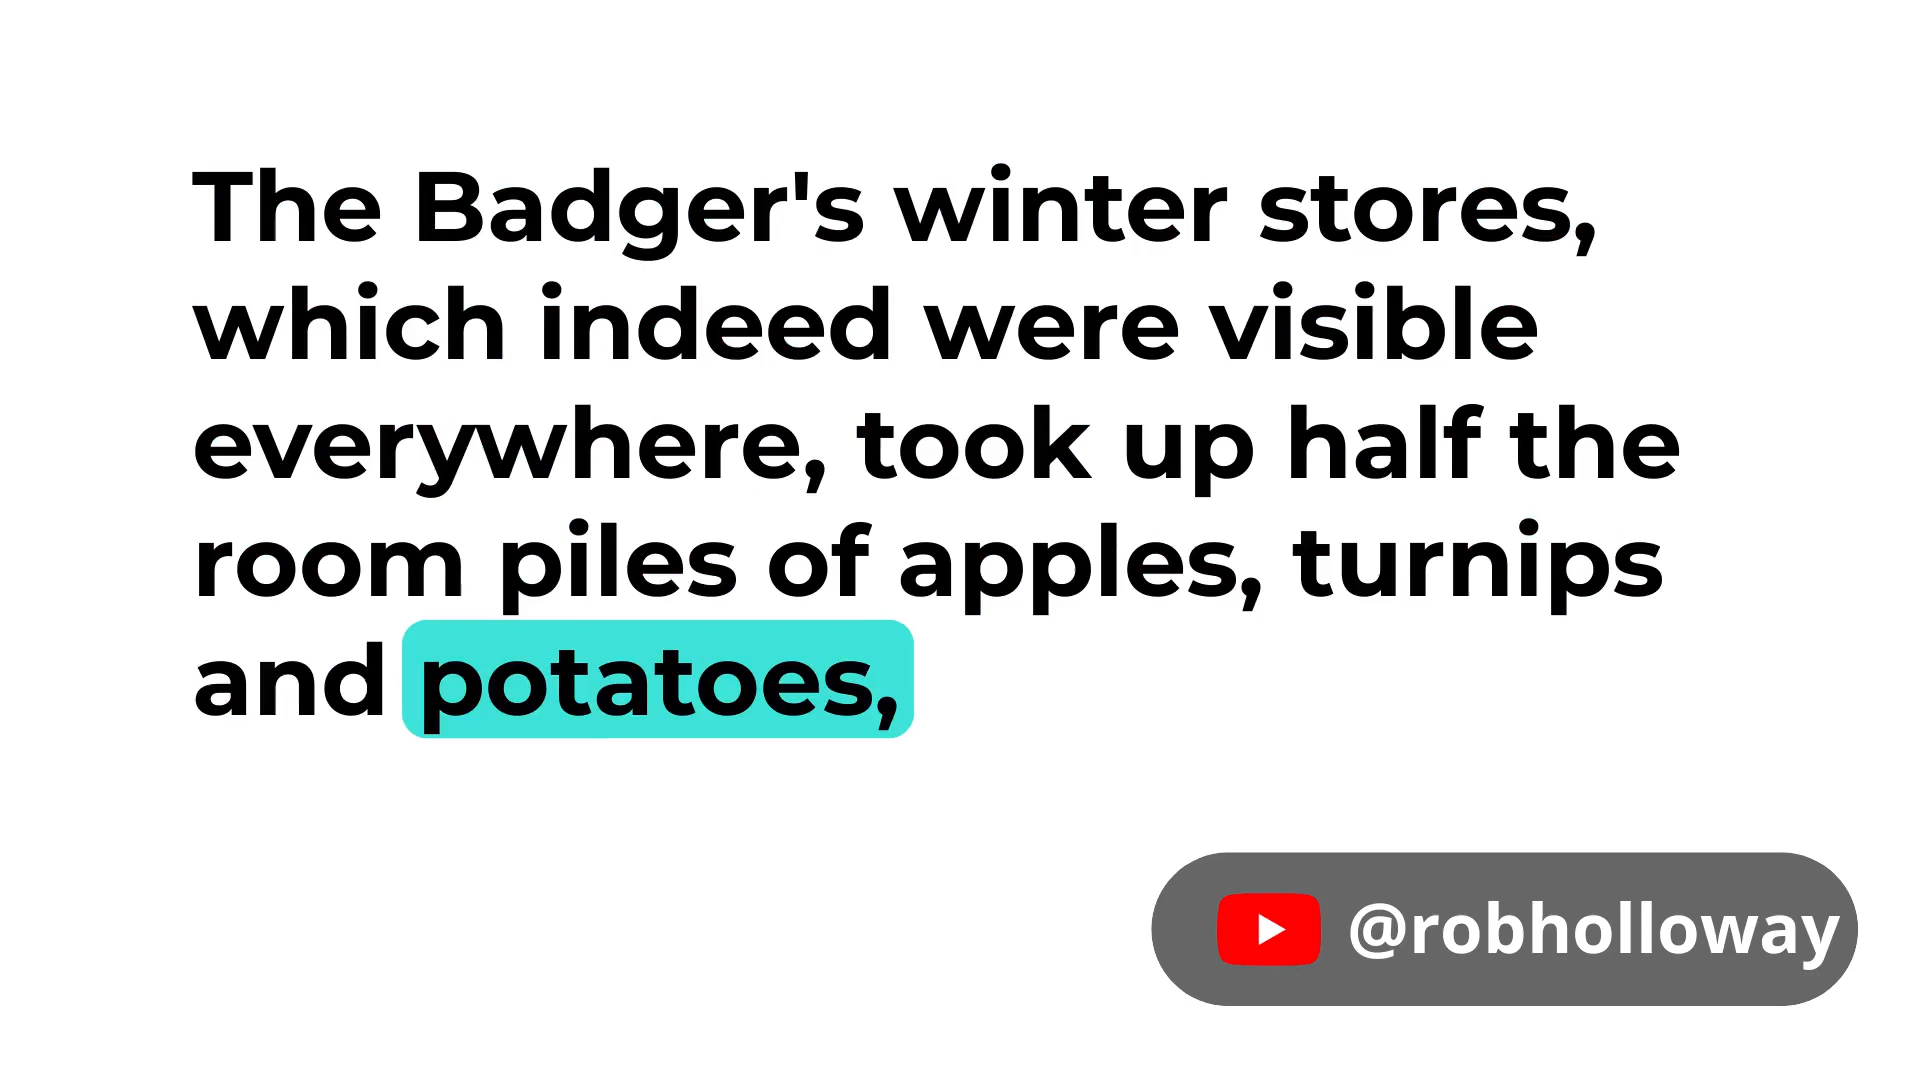 The Badger's winter stores,
which indeed were visible
everywhere, took up half the
room piles of apples, turnips
and potatoes,
@robholloway